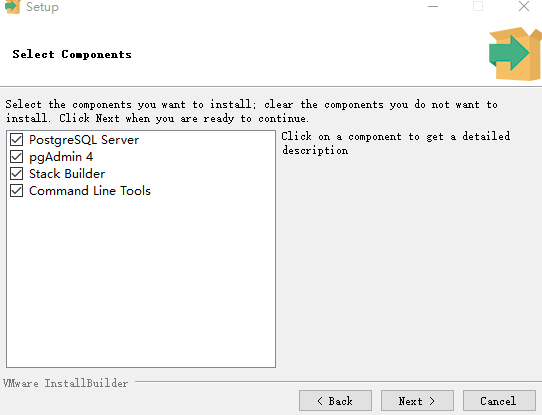 Setup
Select Components
Select the components you want to install; clear the components you do not want to
install. Click Next when you are ready to continue.
PostgreSQL Server
pgAdmin 4
Stack Builder
Command Line Tools
Click on a component to get a detailed
description
VMware InstallBuilder
< Back
Next >
Cancel